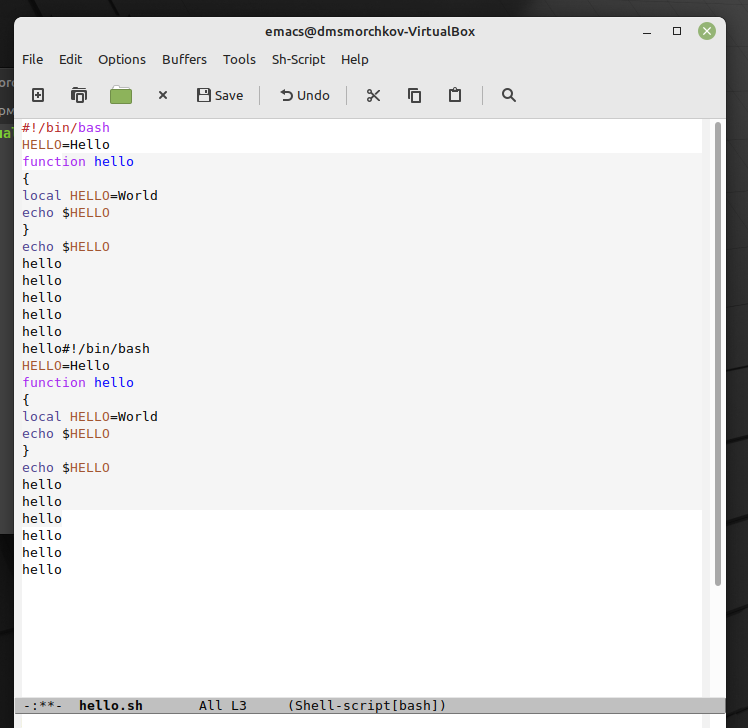 emacs@dmsmorchkov-VirtualBox
File Edit Options Buffers Tools Sh-Script Help
Save Undo
#!/bin/bash
HELLO=Hello
function hello
{
local HELLO=World
echo $HELLO
}
echo $HELLO
hello
hello
hello
hello
hello
hello#!/bin/bash
HELLO=Hello
function hello
{
local HELLO=World
echo $HELLO
}
echo $HELLO
hello
hello
hello
hello
hello
hello
-:**- hello.sh All L3 (Shell-script[bash])